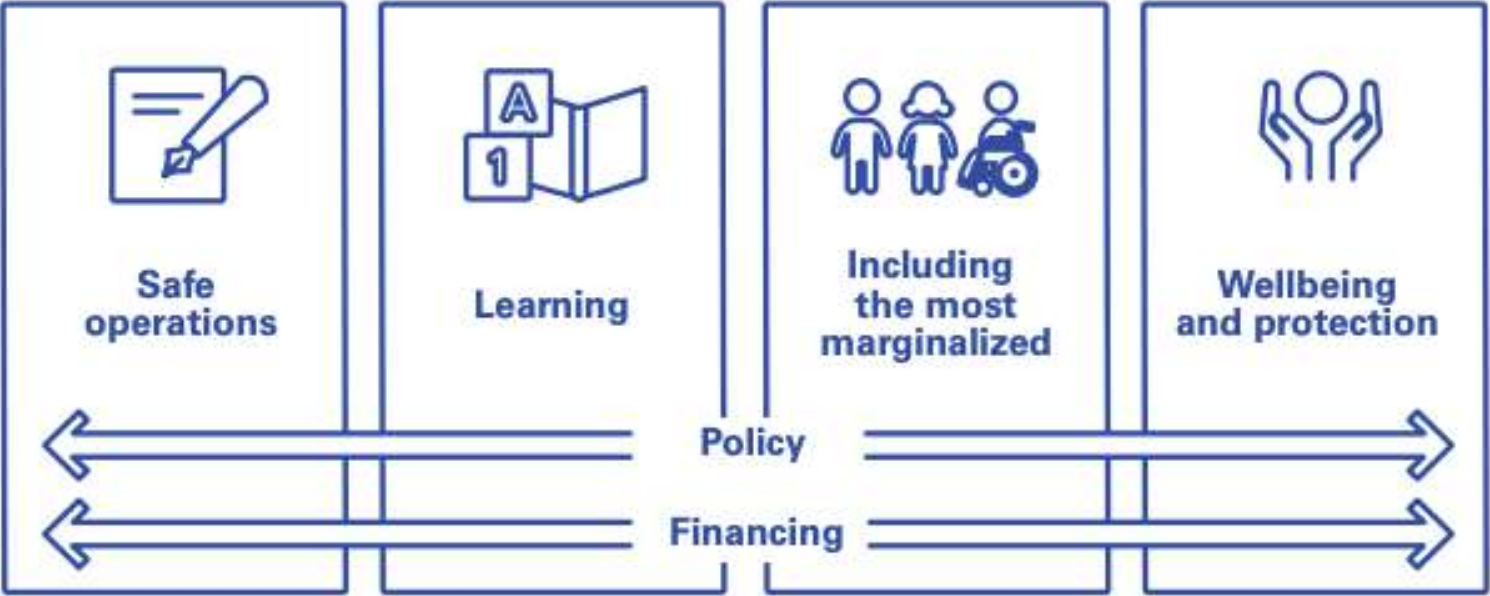 A
1
Safe
operations
Learning
Including
the most
marginalized
Wellbeing
and protection
Policy
Financing